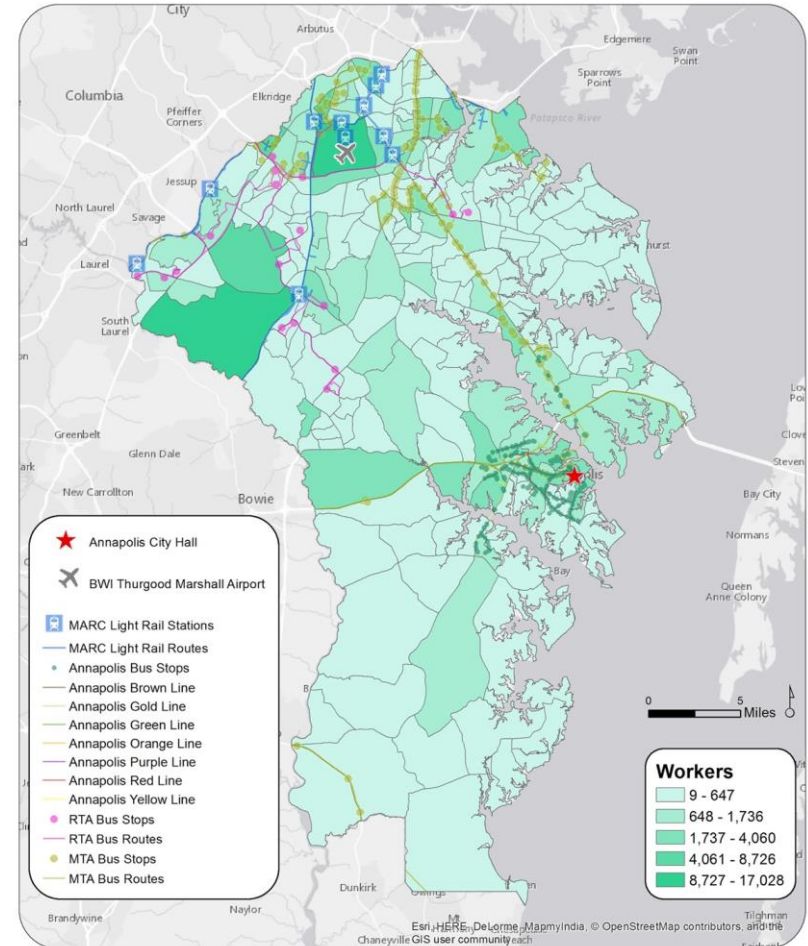 City
Arbutus
Edgemere
Swan
Point
Sparrows
Point
Columbia
Elkridge
Pfeiffer
Corners
Patapsco River
Jessup
North Laurel
Savage
Laurel
South
Laurel
Greenbelt
Glenn Dale
New Carrollton
Bowie
Bay City
Normans
Queen
Anne Colony
Bay
Annapolis City Hall
BWI Thurgood Marshall Airport
MARC Light Rail Stations
MARC Light Rail Routes
Annapolis Bus Stops
Annapolis Brown Line
Annapolis Gold Line
Annapolis Green Line
Annapolis Orange Line
Annapolis Purple Line
Annapolis Red Line
Annapolis Yellow Line
RTA Bus Stops
RTA Bus Routes
MTA Bus Stops
MTA Bus Routes
0 5
Miles
Workers
9 - 647
648 - 1,736
1,737 - 4,060
4,061 - 8,726
8,727 - 17,028
Dunkirk
Naylor
Brandywine
Chaneyville
Tilghman
Esri, HERE, DeLorme, MapmyIndia, © OpenStreetMap contributors, and the
GIS user community